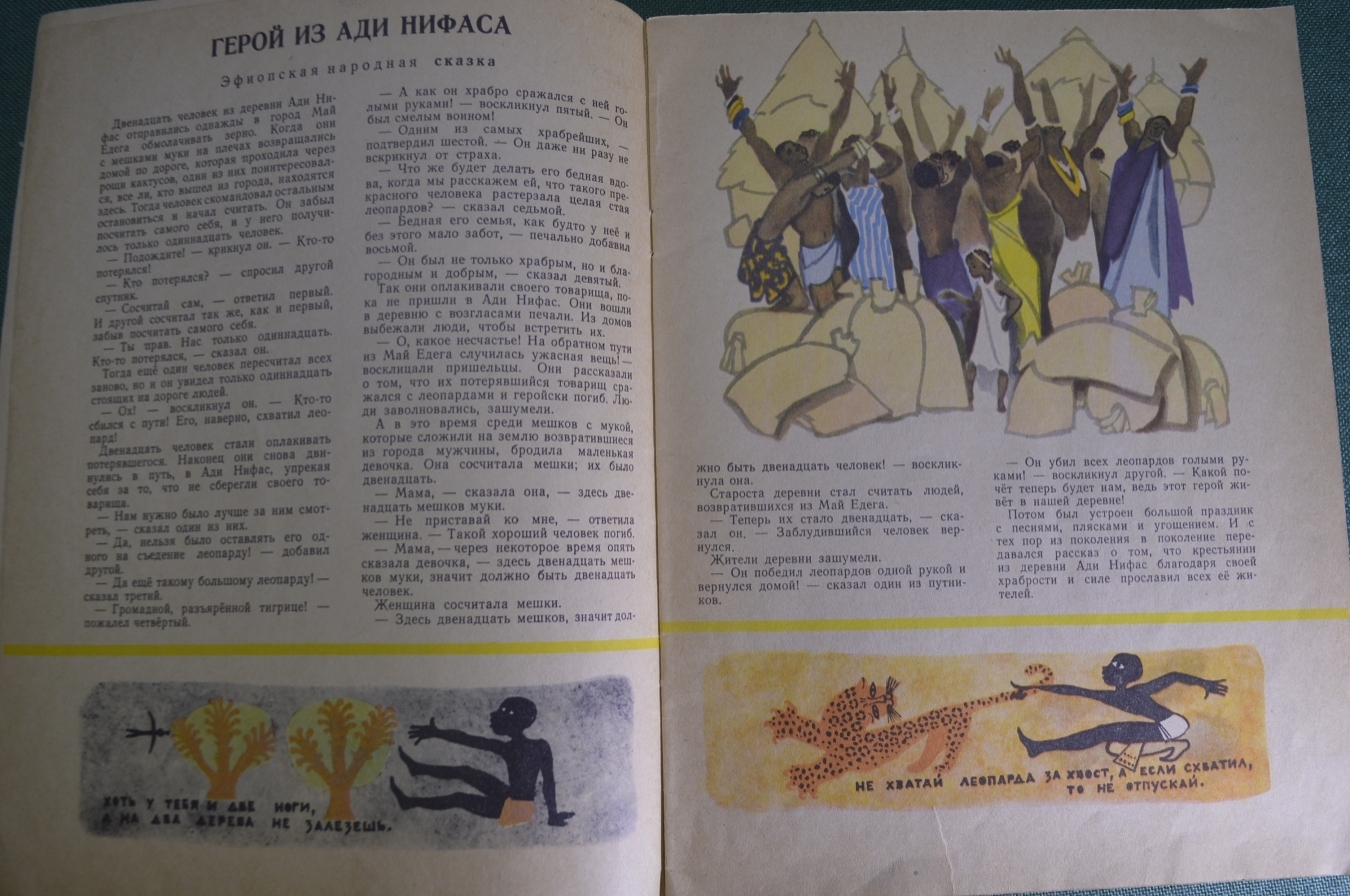 ГЕРОЙ ИЗ АДИ НИФАСА
Эфиопская народная сказка
Двенадцать человек из деревни Ади Ни-
фас отправились однажды в город Май
Едега обмолачивать зерно. Когда они
с мешками муки на плечах возвращались
домой по дороге, которая проходила через
рощи кактусов, один из них поинтересовал-
ся, все ли, кто вышел из города, находятся
здесь. Тогда человек скомандовал остальным
остановиться и начал считать. Он забыл
посчитать самого себя, и у него получи-
лось только одиннадцать человек.
— Подождите! — крикнул он. — Кто-то
потерялся!
— Кто потерялся? — спросил другой
спутник.
— Сосчитай сам, — ответил первый.
И другой сосчитал так же, как и первый,
забыв посчитать самого себя.
— Ты прав. Нас только одиннадцать.
Кто-то потерялся, — сказал он.
Тогда ещё один человек пересчитал всех
заново, но и он увидел только одиннадцать
стоящих на дороге людей.
— Ох! — воскликнул он. — Кто-то
сбился с пути! Его, наверно, схватил лео-
пард!
Двенадцать человек стали оплакивать
потерявшегося. Наконец они снова дви-
нулись в путь, в Ади Нифас, упрекая
себя за то, что не сберегли своего то-
варища.
— Нам нужно было лучше за ним смот-
реть, — сказал один из них.
— Да, нельзя было оставлять его од-
ного на съедение леопарду! — добавил
другой.
— Да ещё такому большому леопарду! —
сказал третий.
— Громадной, разъярённой тигрице! —
пожалел четвёртый.
— А как он храбро сражался с ней го-
лыми руками! — воскликнул пятый. — Он
был смелым воином!
— Одним из самых храбрейших, —
подтвердил шестой. — Он даже ни разу не
вскрикнул от страха.
— Что же будет делать его бедная вдо-
ва, когда мы расскажем ей, что такого пре-
красного человека растерзала целая стая
леопардов? — сказал седьмой.
— Бедная его семья, как будто у неё и
без этого мало забот, — печально добавил
восьмой.
— Он был не только храбрым, но и бла-
городным и добрым, — сказал девятый.
Так они оплакивали своего товарища, по-
ка не пришли в Ади Нифас. Они вошли
в деревню с возгласами печали. Из домов
выбежали люди, чтобы встретить их.
— О, какое несчастье! На обратном пути
из Май Едега случилась ужасная вещь! —
восклицали пришельцы. Они рассказали
о том, что их потерявшийся товарищ сра-
жался с леопардами и геройски погиб. Лю-
ди заволновались, зашумели.
А в это время среди мешков с мукой,
которые сложили на землю возвратившиеся
из города мужчины, бродила маленькая
девочка. Она сосчитала мешки; их было
двенадцать.
— Мама, — сказала она, — здесь две-
надцать мешков муки.
— Не приставай ко мне, — ответила
женщина. — Такой хороший человек погиб.
— Мама, — через некоторое время опять
сказала девочка, — здесь двенадцать меш-
ков муки, значит должно быть двенадцать
человек.
Женщина сосчитала мешки.
— Здесь двенадцать мешков, значит дол-
жно быть двенадцать человек! — восклик-
нула она.
Староста деревни стал считать людей,
возвратившихся из Май Едега.
— Теперь их стало двенадцать, — ска-
зал он. — Заблудившийся человек вер-
нулся.
Жители деревни зашумели.
— Он победил леопардов одной рукой и
вернулся домой! — сказал один из путни-
ков.
— Он убил всех леопардов голыми ру-
ками! — воскликнул другой. — Какой по-
чёт теперь будет нам, ведь этот герой жи-
вёт в нашей деревне!
Потом был устроен большой праздник
с песнями, плясками и угощением. И с
тех пор из поколения в поколение пере-
давался рассказ о том, что крестьянин
из деревни Ади Нифас благодаря своей
храбрости и силе прославил всех её жи-
телей.
ХОТЬ У ТЕБЯ И ДВЕ НОГИ,
А НА ДВА ДЕРЕВА НЕ ЗАЛЕЗЕШЬ.
НЕ ХВАТАЙ ЛЕОПАРДА ЗА ХВОСТ, А ЕСЛИ СХВАТИЛ,
ТО НЕ ОТПУСКАЙ.